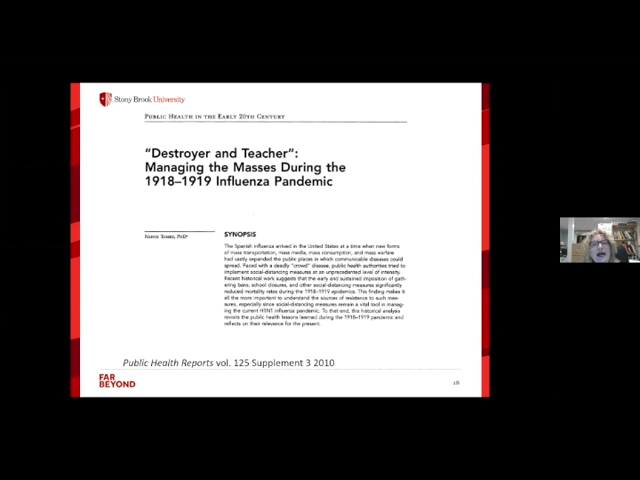 Stony Brook University
PUBLIC HEALTH IN THE EARLY 20TH CENTURY
"Destroyer and Teacher":
Managing the Masses During the
1918–1919 Influenza Pandemic
NANCY TOMES, PHD
SYNOPSIS
The Spanish influenza arrived in the United States at a time when new forms
of mass transportation, mass media, mass consumption, and mass warfare
had vastly expanded the public places in which communicable diseases could
spread. Faced with a deadly "crowd" disease, public health authorities tried to
implement social-distancing measures at an unprecedented level of intensity.
Recent historical work suggests that the early and sustained imposition of gath-
ering bans, school closures, and other social-distancing measures significantly
reduced mortality rates during the 1918–1919 epidemics. This finding makes it
all the more important to understand the sources of resistance to such mea-
sures, especially since social-distancing measures remain a vital tool in manag-
ing the current H1N1 influenza pandemic. To that end, this historical analysis
revisits the public health lessons learned during the 1918–1919 pandemic and
reflects on their relevance for the present.
Public Health Reports vol. 125 Supplement 3 2010
FAR
BEYOND
18